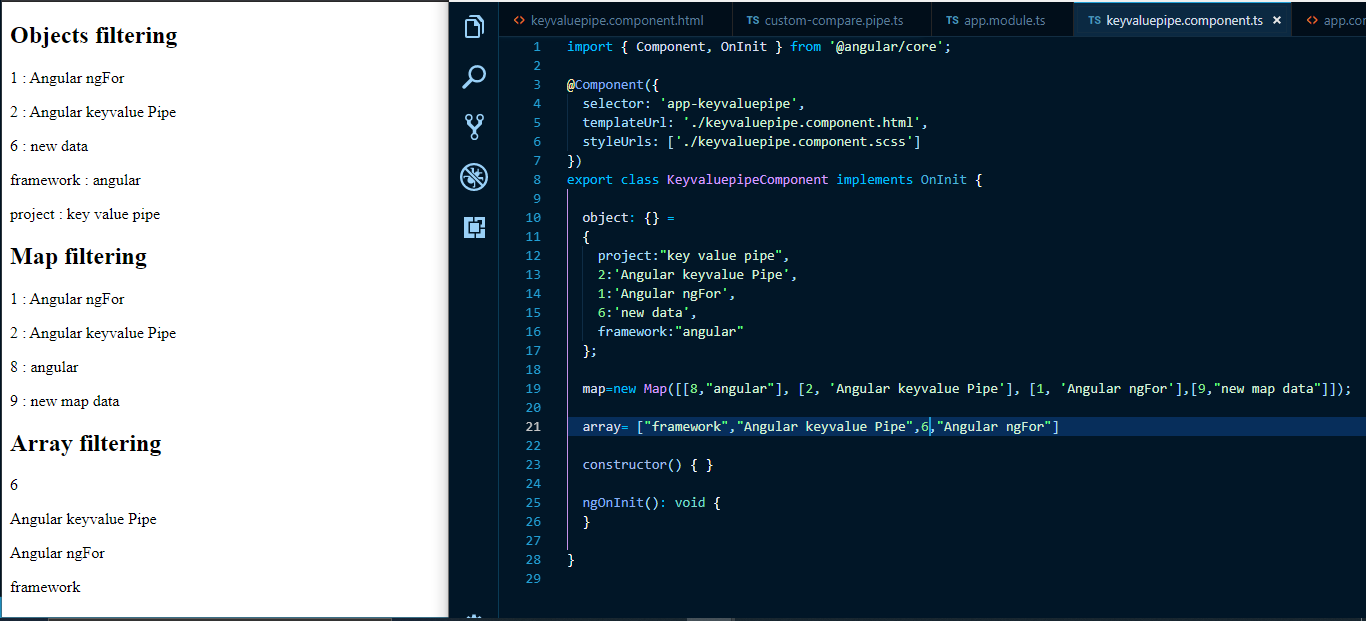 Objects filtering
1 : Angular ngFor
2 : Angular keyvalue Pipe
6 : new data
framework : angular
project : key value pipe
Map filtering
1 : Angular ngFor
2 : Angular keyvalue Pipe
8 : angular
9 : new map data
Array filtering
6
Angular keyvalue Pipe
Angular ngFor
framework
<> keyvaluepipe.component.html TS custom-compare.pipe.ts TS app.module.ts TS keyvaluepipe.component.ts × <> app.com
1 import { Component, OnInit } from '@angular/core';
2
3 @Component({
4 selector: 'app-keyvaluepipe',
5 templateUrl: './keyvaluepipe.component.html',
6 styleUrls: ['./keyvaluepipe.component.scss']
7 })
8 export class KeyvaluepipeComponent implements OnInit {
9
10 object: {} =
11 {
12 project:"key value pipe",
13 2:'Angular keyvalue Pipe',
14 1:'Angular ngFor',
15 6:'new data',
16 framework:"angular"
17 };
18
19 map=new Map([[8,"angular"], [2, 'Angular keyvalue Pipe'], [1, 'Angular ngFor'],[9,"new map data"]]);
20
21 array= ["framework","Angular keyvalue Pipe",6,"Angular ngFor"]
22
23 constructor() { }
24
25 ngOnInit(): void {
26 }
27
28 }
29